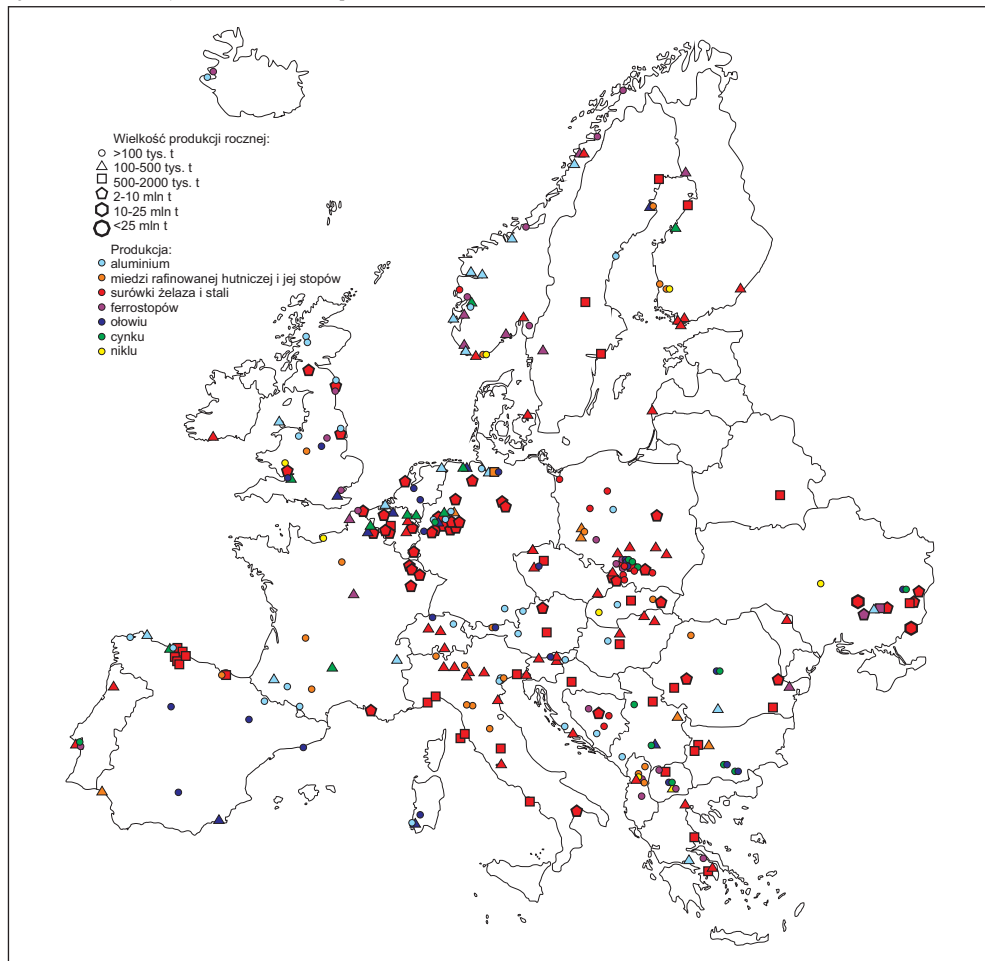 Wielkość produkcji rocznej:
>100 tys. t
100-500 tys. t
500-2000 tys. t
2-10 mln t
10-25 mln t
<25 mln t
Produkcja:
aluminium
miedzi rafinowanej hutniczej i jej stopów
surówki żelaza i stali
ferrostopów
ołowiu
cynku
niklu